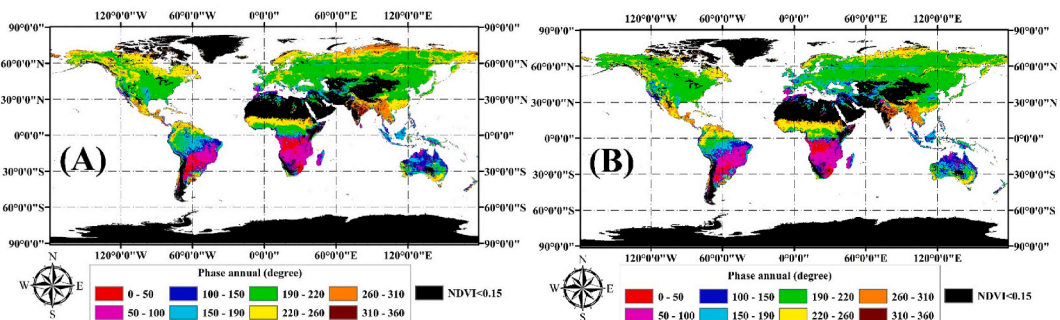 120°0'0"W 60°0'0"W 0°0'0"E 60°0'0"E 120°0'0"E
90°0'0"N 90°0'0"N
60°0'0"N 60°0'0"N
30°0'0"N 30°0'0"N
0°0'0"N 0°0'0"N
(A)
30°0'0"S 30°0'0"S
60°0'0"S 60°0'0"S
90°0'0"S 90°0'0"S
120°0'0"W 60°0'0"W 0°0'0"E 60°0'0"E 120°0'0"E
N
W E
S
Phase annual (degree)
0 - 50 100 - 150 190 - 220 260 - 310 NDVI<0.15
50 - 100 150 - 190 220 - 260 310 - 360
120°0'0"W 60°0'0"W 0°0'0"E 60°0'0"E 120°0'0"E
90°0'0"N 90°0'0"N
60°0'0"N 60°0'0"N
30°0'0"N 30°0'0"N
0°0'0"N 0°0'0"N
(B)
30°0'0"S 30°0'0"S
60°0'0"S 60°0'0"S
90°0'0"S 90°0'0"S
120°0'0"W 60°0'0"W 0°0'0"E 60°0'0"E 120°0'0"E
N
W E
S
Phase annual (degree)
0 - 50 100 - 150 190 - 220 260 - 310 NDVI<0.15
50 - 100 150 - 190 220 - 260 310 - 360